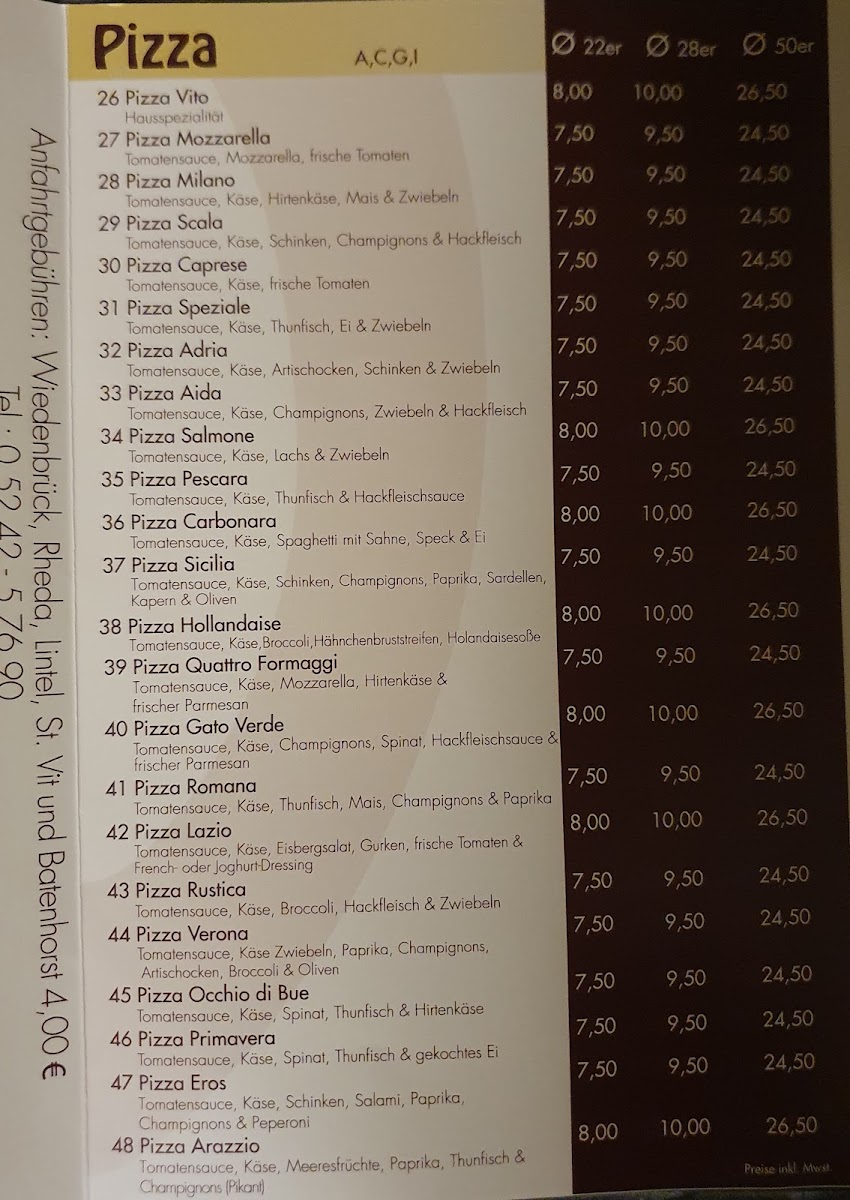 Pizza A,C,G,I Ø 22er Ø 28er Ø 50er
26 Pizza Vito 8,00 10,00 26,50
Hausspezialität
27 Pizza Mozzarella 7,50 9,50 24,50
Tomatensauce, Mozzarella, frische Tomaten
28 Pizza Milano 7,50 9,50 24,50
Tomatensauce, Käse, Hirtenkäse, Mais & Zwiebeln
29 Pizza Scala 7,50 9,50 24,50
Tomatensauce, Käse, Schinken, Champignons & Hackfleisch
30 Pizza Caprese 7,50 9,50 24,50
Tomatensauce, Käse, frische Tomaten
31 Pizza Speziale 7,50 9,50 24,50
Tomatensauce, Käse, Thunfisch, Ei & Zwiebeln
32 Pizza Adria 7,50 9,50 24,50
Tomatensauce, Käse, Artischocken, Schinken & Zwiebeln
33 Pizza Aida 7,50 9,50 24,50
Tomatensauce, Käse, Champignons, Zwiebeln & Hackfleisch
34 Pizza Salmone 8,00 10,00 26,50
Tomatensauce, Käse, Lachs & Zwiebeln
35 Pizza Pescara 7,50 9,50 24,50
Tomatensauce, Käse, Thunfisch & Hackfleischsauce
36 Pizza Carbonara 8,00 10,00 26,50
Tomatensauce, Käse, Spaghetti mit Sahne, Speck & Ei
37 Pizza Sicilia 7,50 9,50 24,50
Tomatensauce, Käse, Schinken, Champignons, Paprika, Sardellen,
Kapern & Oliven
38 Pizza Hollandaise 8,00 10,00 26,50
Tomatensauce, Käse,Broccoli,Hähnchenbruststreifen, Holandaisesoße
39 Pizza Quattro Formaggi 7,50 9,50 24,50
Tomatensauce, Käse, Mozzarella, Hirtenkäse &
frischer Parmesan
40 Pizza Gato Verde 8,00 10,00 26,50
Tomatensauce, Käse, Champignons, Spinat, Hackfleischsauce &
frischer Parmesan
41 Pizza Romana 7,50 9,50 24,50
Tomatensauce, Käse, Thunfisch, Mais, Champignons & Paprika
42 Pizza Lazio 8,00 10,00 26,50
Tomatensauce, Käse, Eisbergsalat, Gurken, frische Tomaten &
French- oder Joghurt-Dressing
43 Pizza Rustica 7,50 9,50 24,50
Tomatensauce, Käse, Broccoli, Hackfleisch & Zwiebeln
44 Pizza Verona 7,50 9,50 24,50
Tomatensauce, Käse Zwiebeln, Paprika, Champignons,
Artischocken, Broccoli & Oliven
45 Pizza Occhio di Bue 7,50 9,50 24,50
Tomatensauce, Käse, Spinat, Thunfisch & Hirtenkäse
46 Pizza Primavera 7,50 9,50 24,50
Tomatensauce, Käse, Spinat, Thunfisch & gekochtes Ei
47 Pizza Eros 7,50 9,50 24,50
Tomatensauce, Käse, Schinken, Salami, Paprika,
Champignons & Peperoni
48 Pizza Arazzio 8,00 10,00 26,50
Tomatensauce, Käse, Meeresfrüchte, Paprika, Thunfisch &
Champignons (Pikant)
Preise inkl. Mwst.
Anfahrtgebühren: Wiedenbrück, Rheda, Lintel, St. Vit und Batenhorst 4,00 €
Tel.: 0 52 42 - 5 76 90